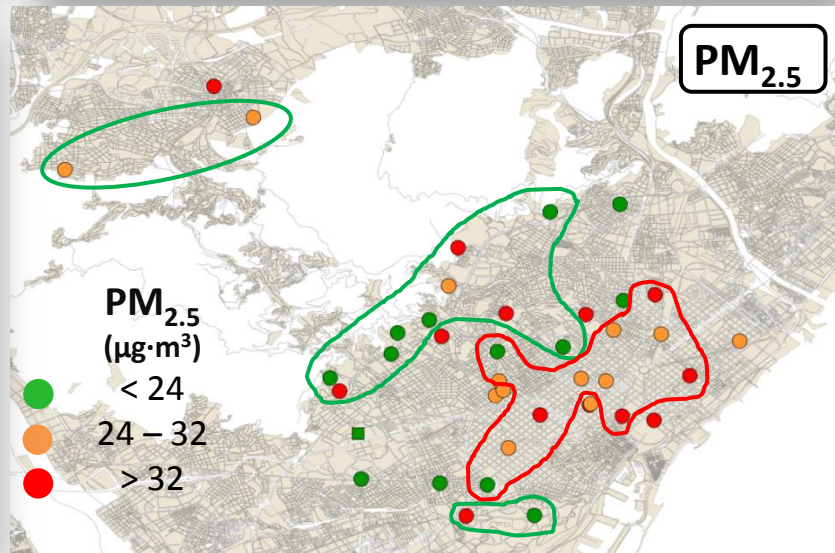 PM₂.₅
PM₂.₅
(µg·m³)
< 24
24 – 32
> 32